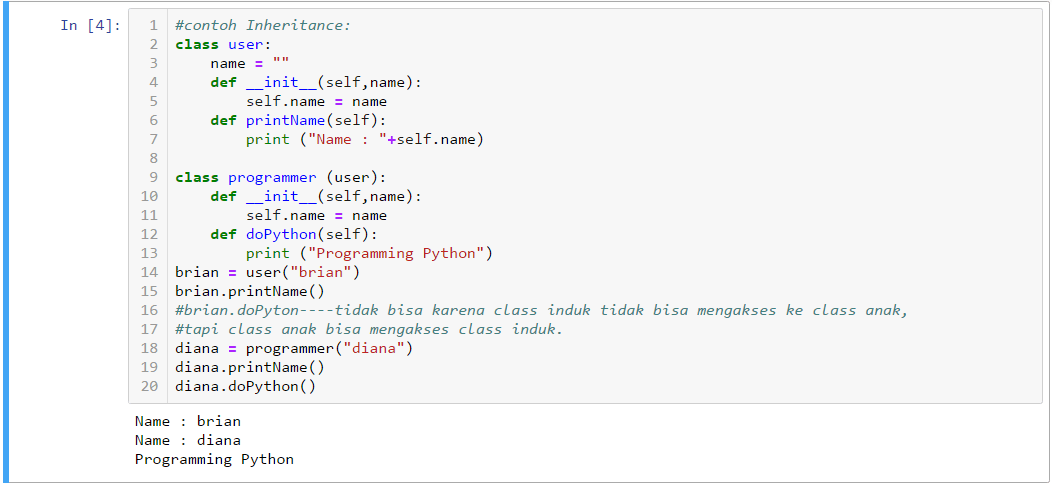 In [4]:
1 #contoh Inheritance:
2 class user:
3     name = ""
4     def __init__(self,name):
5         self.name = name
6     def printName(self):
7         print ("Name : "+self.name)
8
9 class programmer (user):
10     def __init__(self,name):
11         self.name = name
12     def doPython(self):
13         print ("Programming Python")
14 brian = user("brian")
15 brian.printName()
16 #brian.doPyton----tidak bisa karena class induk tidak bisa mengakses ke class anak,
17 #tapi class anak bisa mengakses class induk.
18 diana = programmer("diana")
19 diana.printName()
20 diana.doPython()
Name : brian
Name : diana
Programming Python